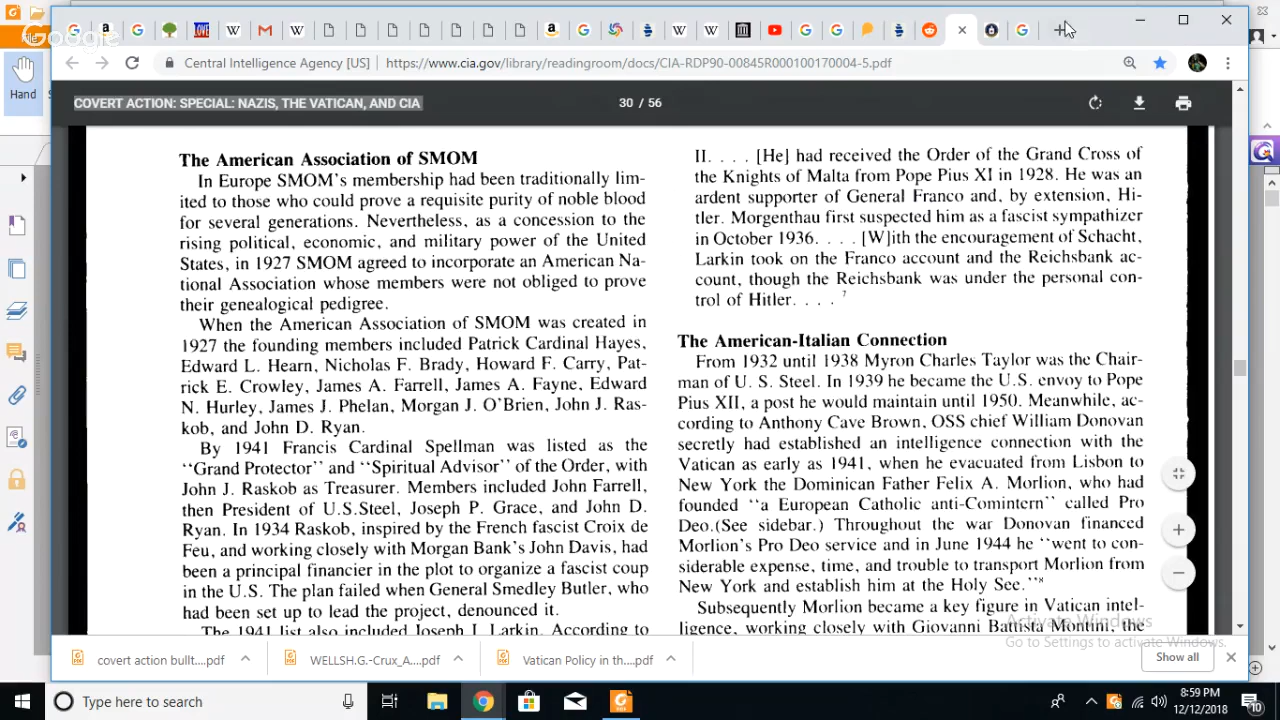 Google
Central Intelligence Agency [US] | https://www.cia.gov/library/readingroom/docs/CIA-RDP90-00845R000100170004-5.pdf
Hand
COVERT ACTION: SPECIAL: NAZIS, THE VATICAN, AND CIA
30 / 56
The American Association of SMOM
In Europe SMOM's membership had been traditionally lim-
ited to those who could prove a requisite purity of noble blood
for several generations. Nevertheless, as a concession to the
rising political, economic, and military power of the United
States, in 1927 SMOM agreed to incorporate an American Na-
tional Association whose members were not obliged to prove
their genealogical pedigree.
When the American Association of SMOM was created in
1927 the founding members included Patrick Cardinal Hayes,
Edward L. Hearn, Nicholas F. Brady, Howard F. Carry, Pat-
rick E. Crowley, James A. Farrell, James A. Fayne, Edward
N. Hurley, James J. Phelan, Morgan J. O'Brien, John J. Ras-
kob, and John D. Ryan.
By 1941 Francis Cardinal Spellman was listed as the
"Grand Protector" and "Spiritual Advisor" of the Order, with
John J. Raskob as Treasurer. Members included John Farrell,
then President of U.S.Steel, Joseph P. Grace, and John D.
Ryan. In 1934 Raskob, inspired by the French fascist Croix de
Feu, and working closely with Morgan Bank's John Davis, had
been a principal financier in the plot to organize a fascist coup
in the U.S. The plan failed when General Smedley Butler, who
had been set up to lead the project, denounced it.
The 1941 list also included Joseph J. Larkin. According to
II. . . . [He] had received the Order of the Grand Cross of
the Knights of Malta from Pope Pius XI in 1928. He was an
ardent supporter of General Franco and, by extension, Hi-
tler. Morgenthau first suspected him as a fascist sympathizer
in October 1936. . . . [W]ith the encouragement of Schacht,
Larkin took on the Franco account and the Reichsbank ac-
count, though the Reichsbank was under the personal con-
trol of Hitler. . . . 7
The American-Italian Connection
From 1932 until 1938 Myron Charles Taylor was the Chair-
man of U. S. Steel. In 1939 he became the U.S. envoy to Pope
Pius XII, a post he would maintain until 1950. Meanwhile, ac-
cording to Anthony Cave Brown, OSS chief William Donovan
secretly had established an intelligence connection with the
Vatican as early as 1941, when he evacuated from Lisbon to
New York the Dominican Father Felix A. Morlion, who had
founded "a European Catholic anti-Comintern" called Pro
Deo.(See sidebar.) Throughout the war Donovan financed
Morlion's Pro Deo service and in June 1944 he "went to con-
siderable expense, time, and trouble to transport Morlion from
New York and establish him at the Holy See."8
Subsequently Morlion became a key figure in Vatican intel-
ligence, working closely with Giovanni Battista Montini, the
Activate Windows
Go to Settings to activate Windows.
covert action bullt....pdf
WELLSH.G.-Crux_A....pdf
Vatican Policy in th....pdf
Show all
Type here to search
8:59 PM
12/12/2018
10